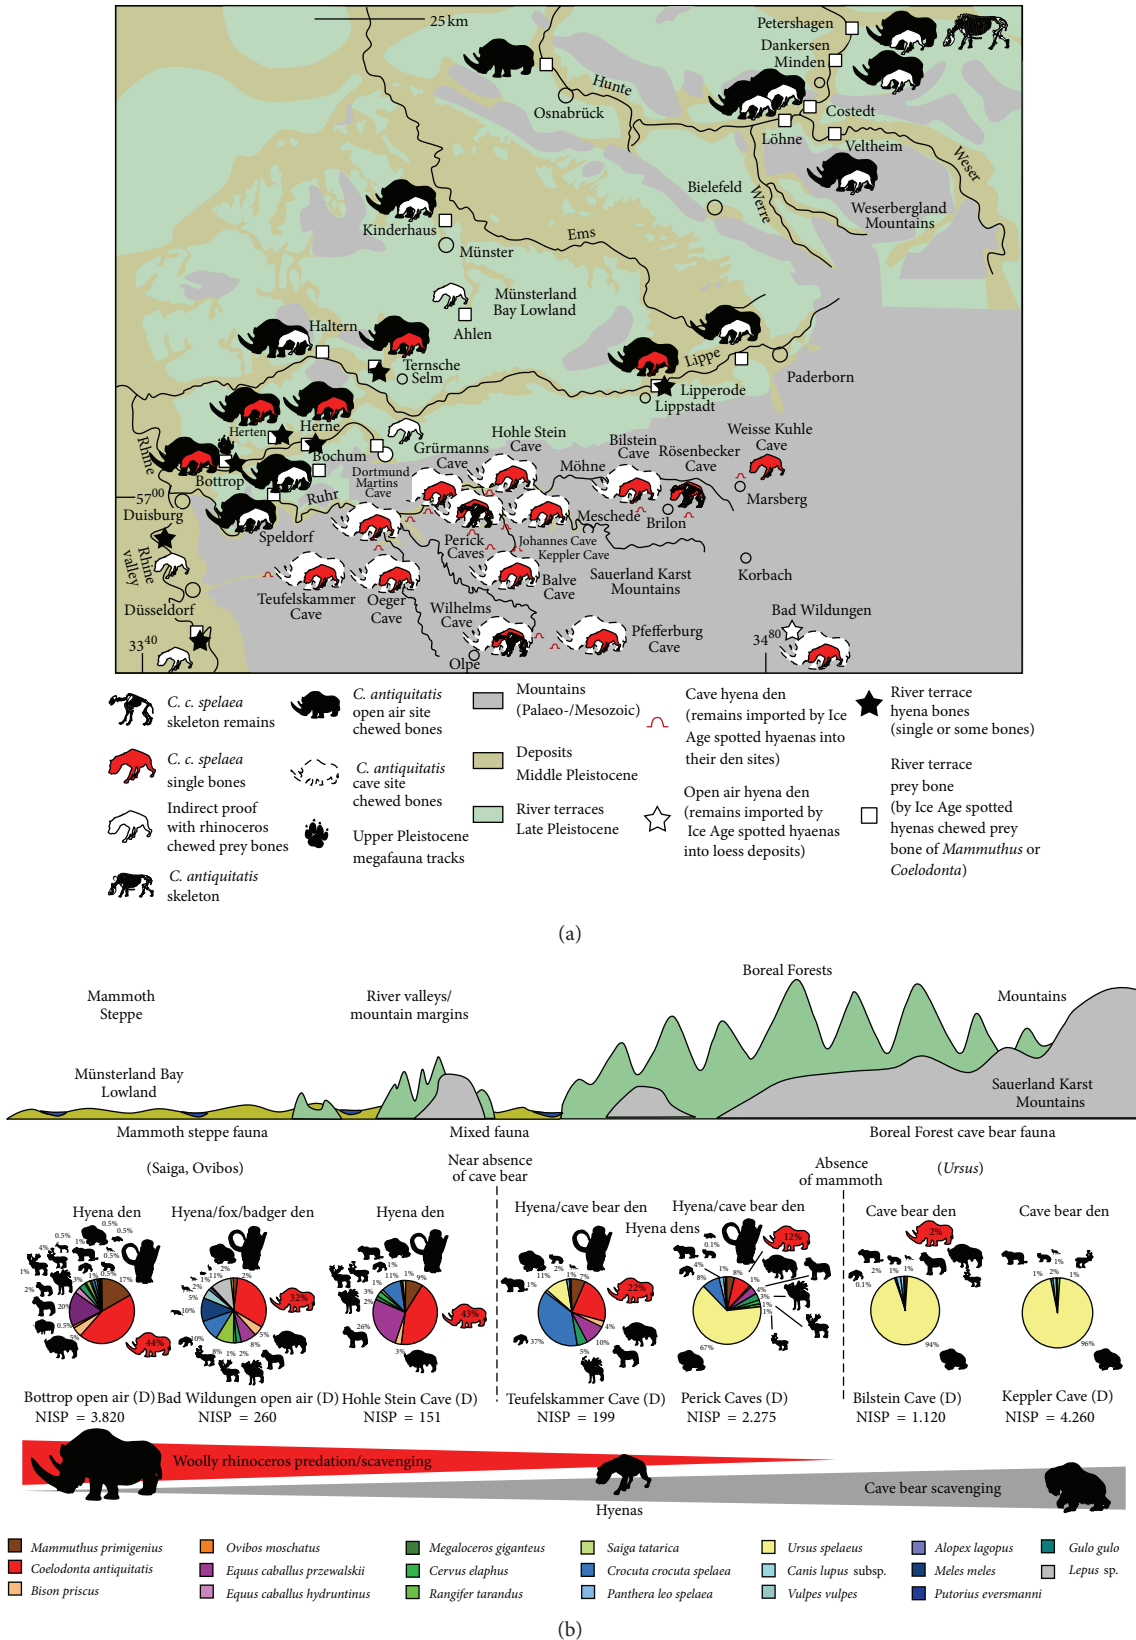 25 km
Petershagen
Dankersen
Minden
Hunte
Osnabrück
Costedt
Löhne
Veltheim
Weser
Bielefeld
Werre
Weserbergland
Mountains
Kinderhaus
Münster
Ems
Münsterland
Bay Lowland
Ahlen
Haltern
Ternsche
Selm
Lippe
Paderborn
Lipperode
Lippstadt
Herten
Herne
Rhine
Bochum
Bottrop
Grürmanns
Cave
Hohle Stein
Cave
Bilstein
Cave
Rösenbecker
Cave
Weisse Kuhle
Cave
Dortmund
Martins
Cave
Möhne
Marsberg
57⁰⁰
Duisburg
Ruhr
Speldorf
Meschede
Brilon
Perick
Caves
Johannes Cave
Keppler Cave
Rhine
valley
Korbach
Balve
Cave
Sauerland Karst
Mountains
Teufelskammer
Cave
Oeger
Cave
Düsseldorf
Wilhelms
Cave
Pfefferburg
Cave
Bad Wildungen
33⁴⁰
34⁸⁰
Olpe
C. c. spelaea
skeleton remains
C. c. spelaea
single bones
Indirect proof
with rhinoceros
chewed prey bones
C. antiquitatis
skeleton
C. antiquitatis
open air site
chewed bones
C. antiquitatis
cave site
chewed bones
Upper Pleistocene
megafauna tracks
Mountains
(Palaeo-/Mesozoic)
Deposits
Middle Pleistocene
River terraces
Late Pleistocene
Cave hyena den
(remains imported by Ice
Age spotted hyaenas into
their den sites)
Open air hyena den
(remains imported by
Ice Age spotted hyaenas
into loess deposits)
River terrace
hyena bones
(single or some bones)
River terrace
prey bone
(by Ice Age spotted
hyenas chewed prey
bone of Mammuthus or
Coelodonta)
(a)
Mammoth
Steppe
River valleys/
mountain margins
Boreal Forests
Mountains
Münsterland Bay
Lowland
Sauerland Karst
Mountains
Mammoth steppe fauna
Mixed fauna
Boreal Forest cave bear fauna
(Saiga, Ovibos)
Near absence
of cave bear
Absence
of mammoth
(Ursus)
Hyena den
Hyena/fox/badger den
Hyena den
Hyena/cave bear den
Hyena/cave bear den
Hyena dens
Cave bear den
Cave bear den
44%
32%
43%
22%
12%
2%
17%
20%
10%
26%
37%
67%
94%
96%
Bottrop open air (D)
NISP = 3.820
Bad Wildungen open air (D)
NISP = 260
Hohle Stein Cave (D)
NISP = 151
Teufelskammer Cave (D)
NISP = 199
Perick Caves (D)
NISP = 2.275
Bilstein Cave (D)
NISP = 1.120
Keppler Cave (D)
NISP = 4.260
Woolly rhinoceros predation/scavenging
Hyenas
Cave bear scavenging
Mammuthus primigenius
Coelodonta antiquitatis
Bison priscus
Ovibos moschatus
Equus caballus przewalskii
Equus caballus hydruntinus
Megaloceros giganteus
Cervus elaphus
Rangifer tarandus
Saiga tatarica
Crocuta crocuta spelaea
Panthera leo spelaea
Ursus spelaeus
Canis lupus subsp.
Vulpes vulpes
Alopex lagopus
Meles meles
Putorius eversmanni
Gulo gulo
Lepus sp.
(b)